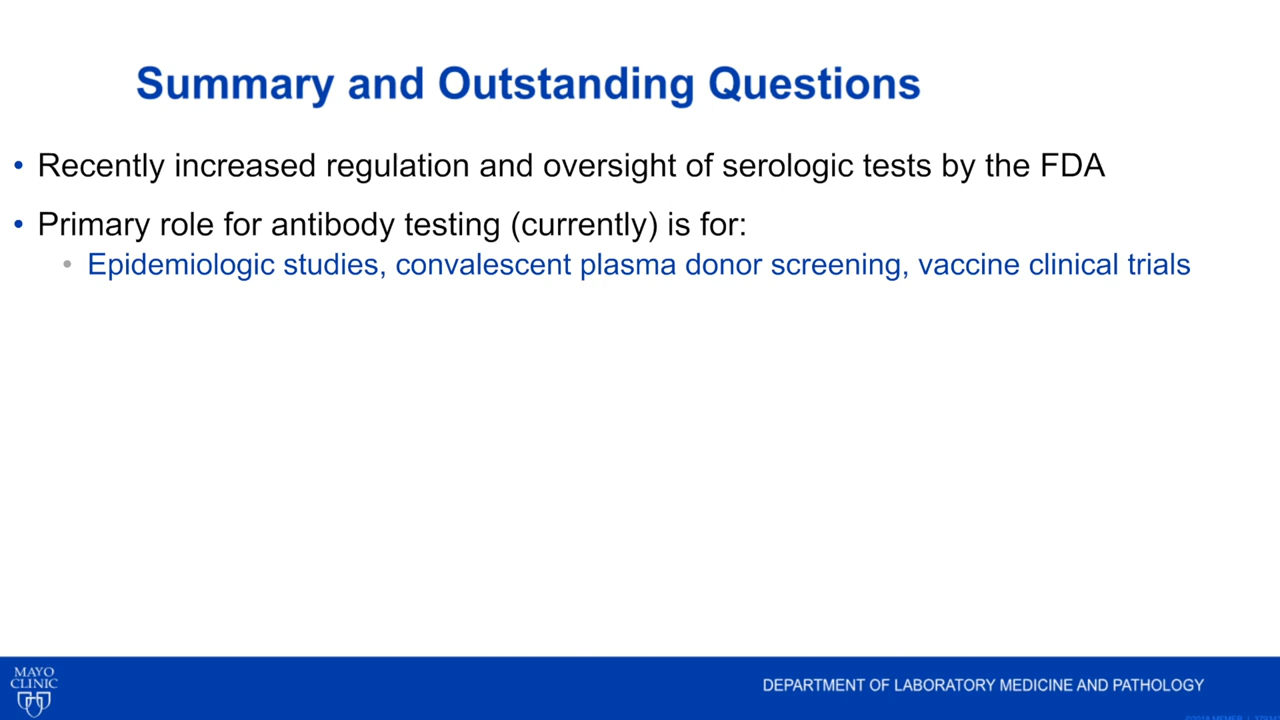 Summary and Outstanding Questions
• Recently increased regulation and oversight of serologic tests by the FDA
• Primary role for antibody testing (currently) is for:
• Epidemiologic studies, convalescent plasma donor screening, vaccine clinical trials
MAYO
CLINIC
DEPARTMENT OF LABORATORY MEDICINE AND PATHOLOGY